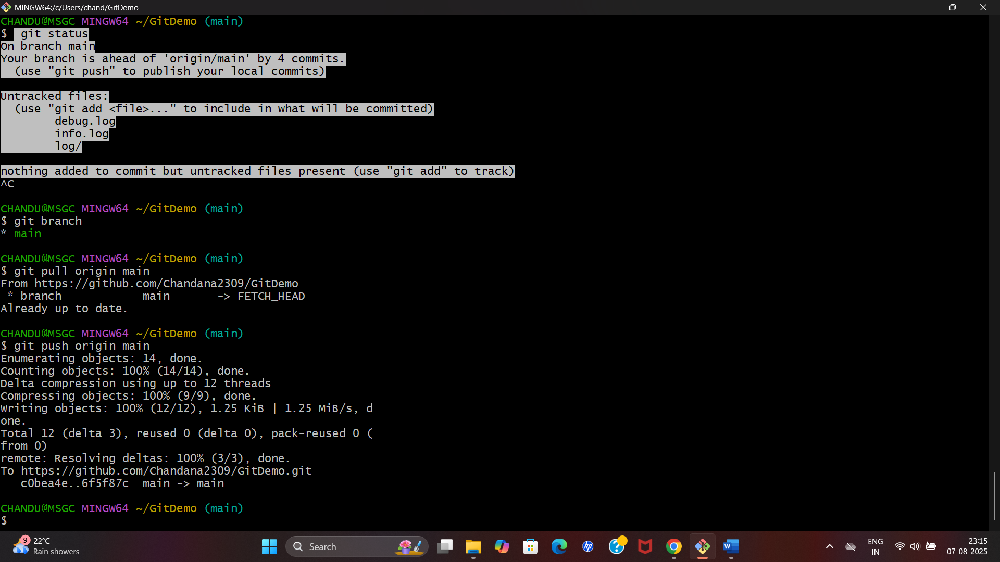 MINGW64:/c/Users/chand/GitDemo
CHANDU@MSGC MINGW64 ~/GitDemo (main)
$  git status
On branch main
Your branch is ahead of 'origin/main' by 4 commits.
  (use "git push" to publish your local commits)
Untracked files:
  (use "git add <file>..." to include in what will be committed)
        debug.log
        info.log
        log/
nothing added to commit but untracked files present (use "git add" to track)
^C
CHANDU@MSGC MINGW64 ~/GitDemo (main)
$ git branch
* main
CHANDU@MSGC MINGW64 ~/GitDemo (main)
$ git pull origin main
From https://github.com/Chandana2309/GitDemo
 * branch            main       -> FETCH_HEAD
Already up to date.
CHANDU@MSGC MINGW64 ~/GitDemo (main)
$ git push origin main
Enumerating objects: 14, done.
Counting objects: 100% (14/14), done.
Delta compression using up to 12 threads
Compressing objects: 100% (9/9), done.
Writing objects: 100% (12/12), 1.25 KiB | 1.25 MiB/s, d
one.
Total 12 (delta 3), reused 0 (delta 0), pack-reused 0 (
from 0)
remote: Resolving deltas: 100% (3/3), done.
To https://github.com/Chandana2309/GitDemo.git
   c0bea4e..6f5f87c  main -> main
CHANDU@MSGC MINGW64 ~/GitDemo (main)
$
9
22°C
Rain showers
Search
hp
?
W
ENG
IN
23:15
07-08-2025